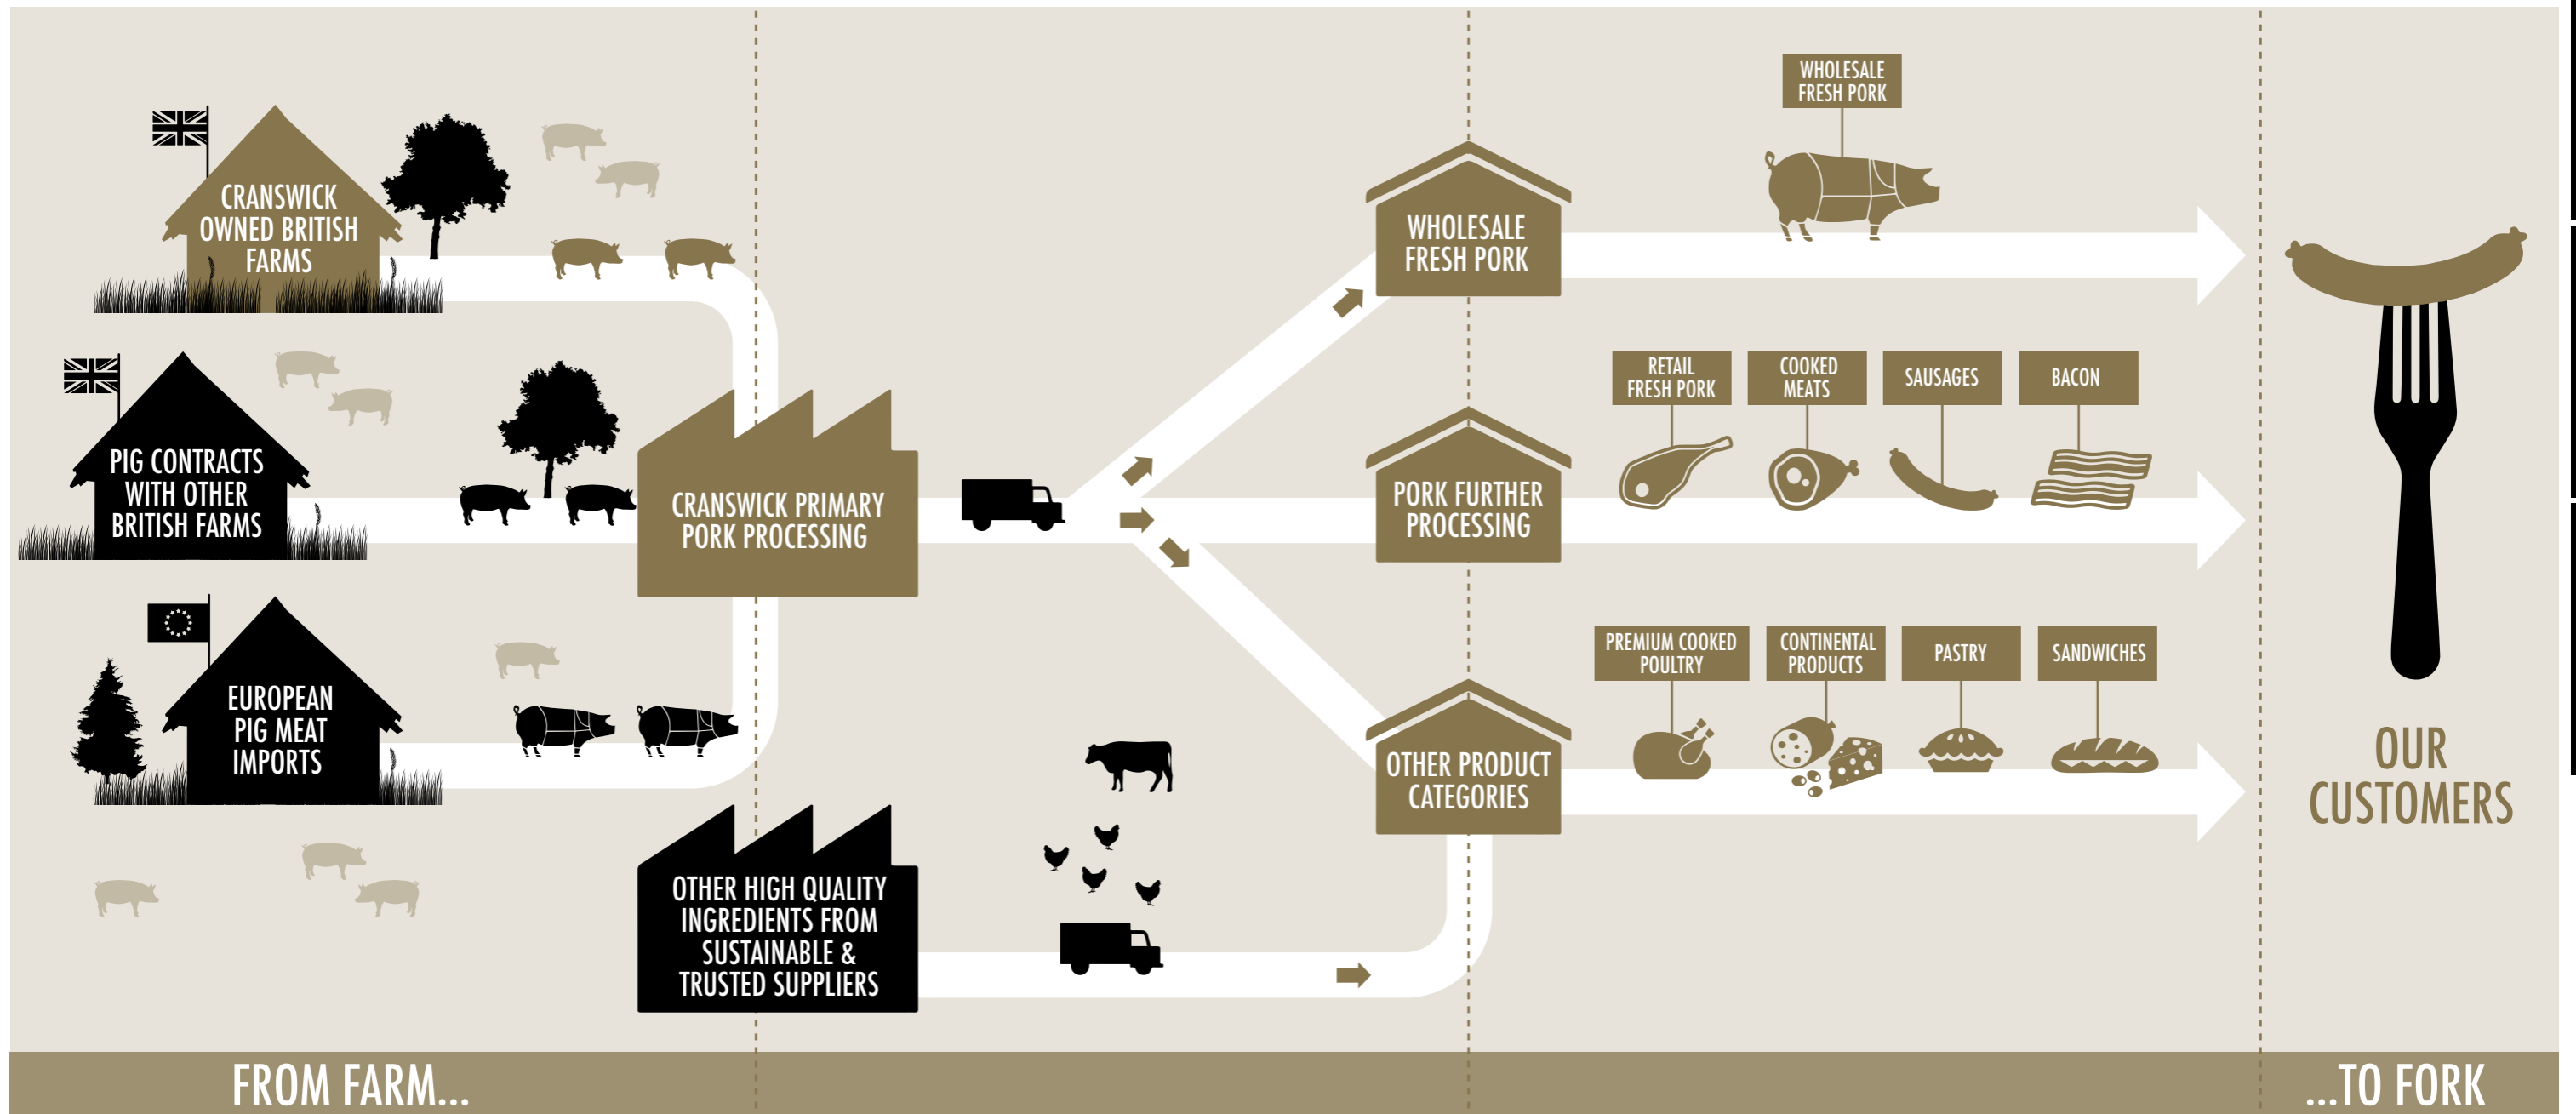 CRANSWICK
OWNED BRITISH
FARMS
PIG CONTRACTS
WITH OTHER
BRITISH FARMS
EUROPEAN
PIG MEAT
IMPORTS
CRANSWICK PRIMARY
PORK PROCESSING
OTHER HIGH QUALITY
INGREDIENTS FROM
SUSTAINABLE &
TRUSTED SUPPLIERS
WHOLESALE
FRESH PORK
WHOLESALE
FRESH PORK
PORK FURTHER
PROCESSING
RETAIL
FRESH PORK
COOKED
MEATS
SAUSAGES
BACON
OTHER PRODUCT
CATEGORIES
PREMIUM COOKED
POULTRY
CONTINENTAL
PRODUCTS
PASTRY
SANDWICHES
OUR
CUSTOMERS
FROM FARM...
...TO FORK